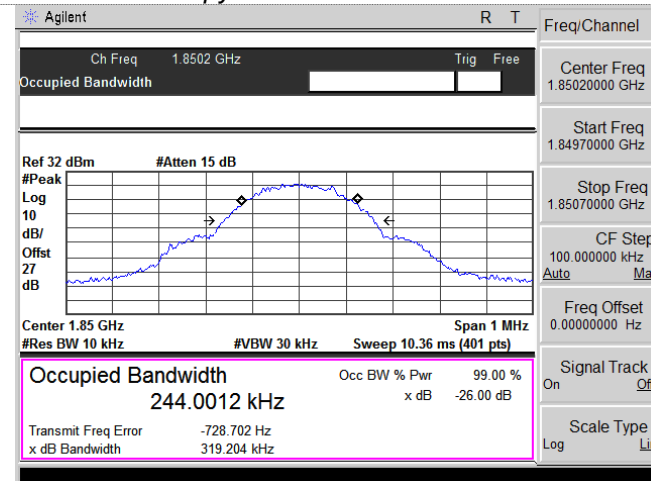 Agilent R T
Freq/Channel
Ch Freq 1.8502 GHz Trig Free
Occupied Bandwidth
Center Freq
1.85020000 GHz
Start Freq
1.84970000 GHz
Stop Freq
1.85070000 GHz
CF Step
100.000000 kHz
Auto Ma
Freq Offset
0.00000000 Hz
Signal Track
On Of
Scale Type
Log Li
Ref 32 dBm #Atten 15 dB
#Peak
Log
10
dB/
Offst
27
dB
Center 1.85 GHz Span 1 MHz
#Res BW 10 kHz #VBW 30 kHz Sweep 10.36 ms (401 pts)
Occupied Bandwidth Occ BW % Pwr 99.00 %
244.0012 kHz x dB -26.00 dB
Transmit Freq Error -728.702 Hz
x dB Bandwidth 319.204 kHz